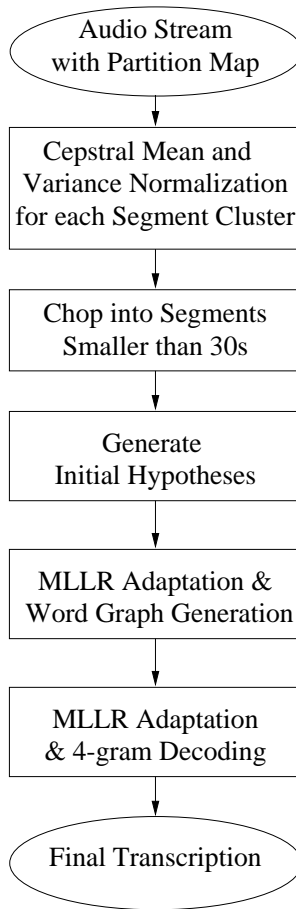 Audio Stream
with Partition Map
Cepstral Mean and
Variance Normalization
for each Segment Cluster
Chop into Segments
Smaller than 30s
Generate
Initial Hypotheses
MLLR Adaptation &
Word Graph Generation
MLLR Adaptation
& 4-gram Decoding
Final Transcription